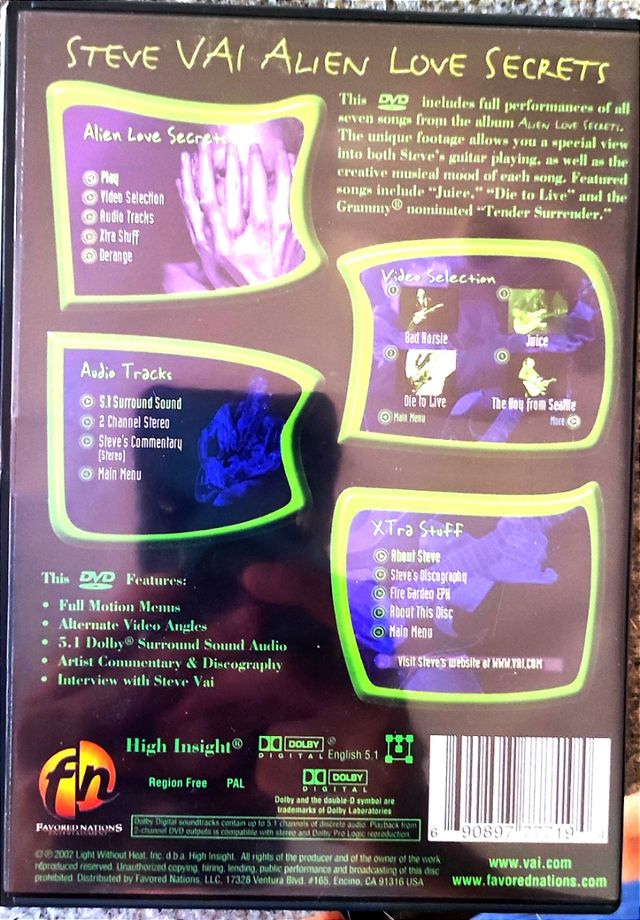 STEVE VAI ALIEN LOVE SECRETS
This DVD includes full performances of all
seven songs from the album ALIEN LOVE SECRETS.
The unique footage allows you a special view
into both Steve's guitar playing, as well as the
creative musical mood of each song. Featured
songs include "Juice," "Die to Live" and the
Grammy® nominated "Tender Surrender."
Alien Love Secrets
Play
Video Selection
Audio Tracks
Xtra Stuff
Derange
Video Selection
1
Bad Horsie
2
Juice
3
Die to Live
4
The Boy from Seattle
Main Menu
More
Audio Tracks
5.1 Surround Sound
2 Channel Stereo
Steve's Commentary
(Stereo)
Main Menu
XTra Stuff
About Steve
Steve's Discography
Fire Garden EPK
About This Disc
Main Menu
Visit Steve's website at WWW.VAI.COM
This DVD Features:
• Full Motion Menus
• Alternate Video Angles
• 5.1 Dolby® Surround Sound Audio
• Artist Commentary & Discography
• Interview with Steve Vai
fn
FAVORED NATIONS
ENTERTAINMENT
High Insight®
Region Free PAL
DOLBY ®
DIGITAL English 5.1
DOLBY
DIGITAL
Dolby and the double-D symbol are
trademarks of Dolby Laboratories
Dolby Digital soundtracks contain up to 5.1 channels of discrete audio. Playback from
2-channel DVD outputs is compatible with stereo and Dolby Pro Logic reproduction.
6 90897 77719 4
©℗ 2002 Light Without Heat, Inc. d.b.a. High Insight. All rights of the producer and of the owner of the work
reproduced reserved. Unauthorized copying, hiring, lending, public performance and broadcasting of this disc
prohibited. Distributed by Favored Nations, LLC, 17328 Ventura Blvd. #165, Encino, CA 91316 USA
www.vai.com
www.favorednations.com